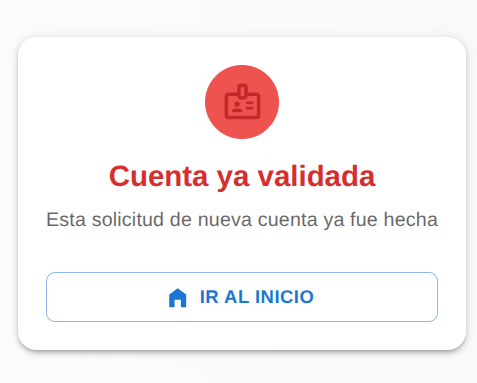 Cuenta ya validada
Esta solicitud de nueva cuenta ya fue hecha
IR AL INICIO